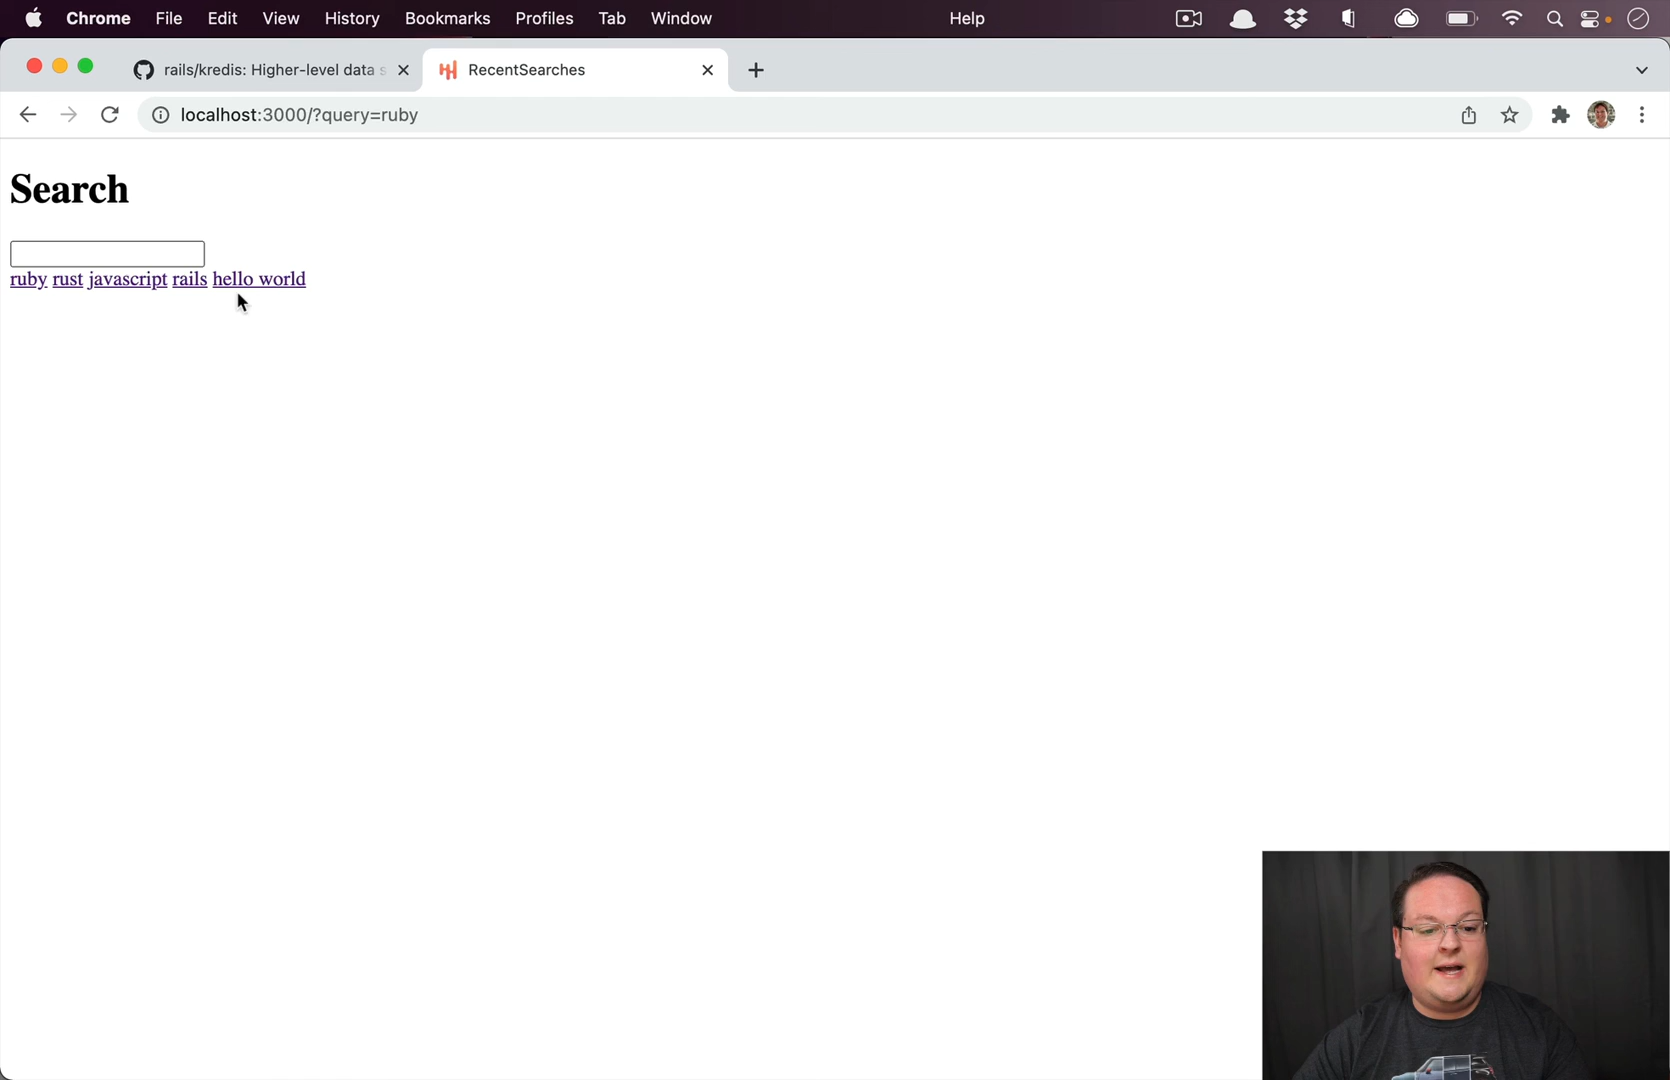 Chrome File Edit View History Bookmarks Profiles Tab Window Help
rails/kredis: Higher-level data s RecentSearches
localhost:3000/?query=ruby
Search
ruby rust javascript rails hello world